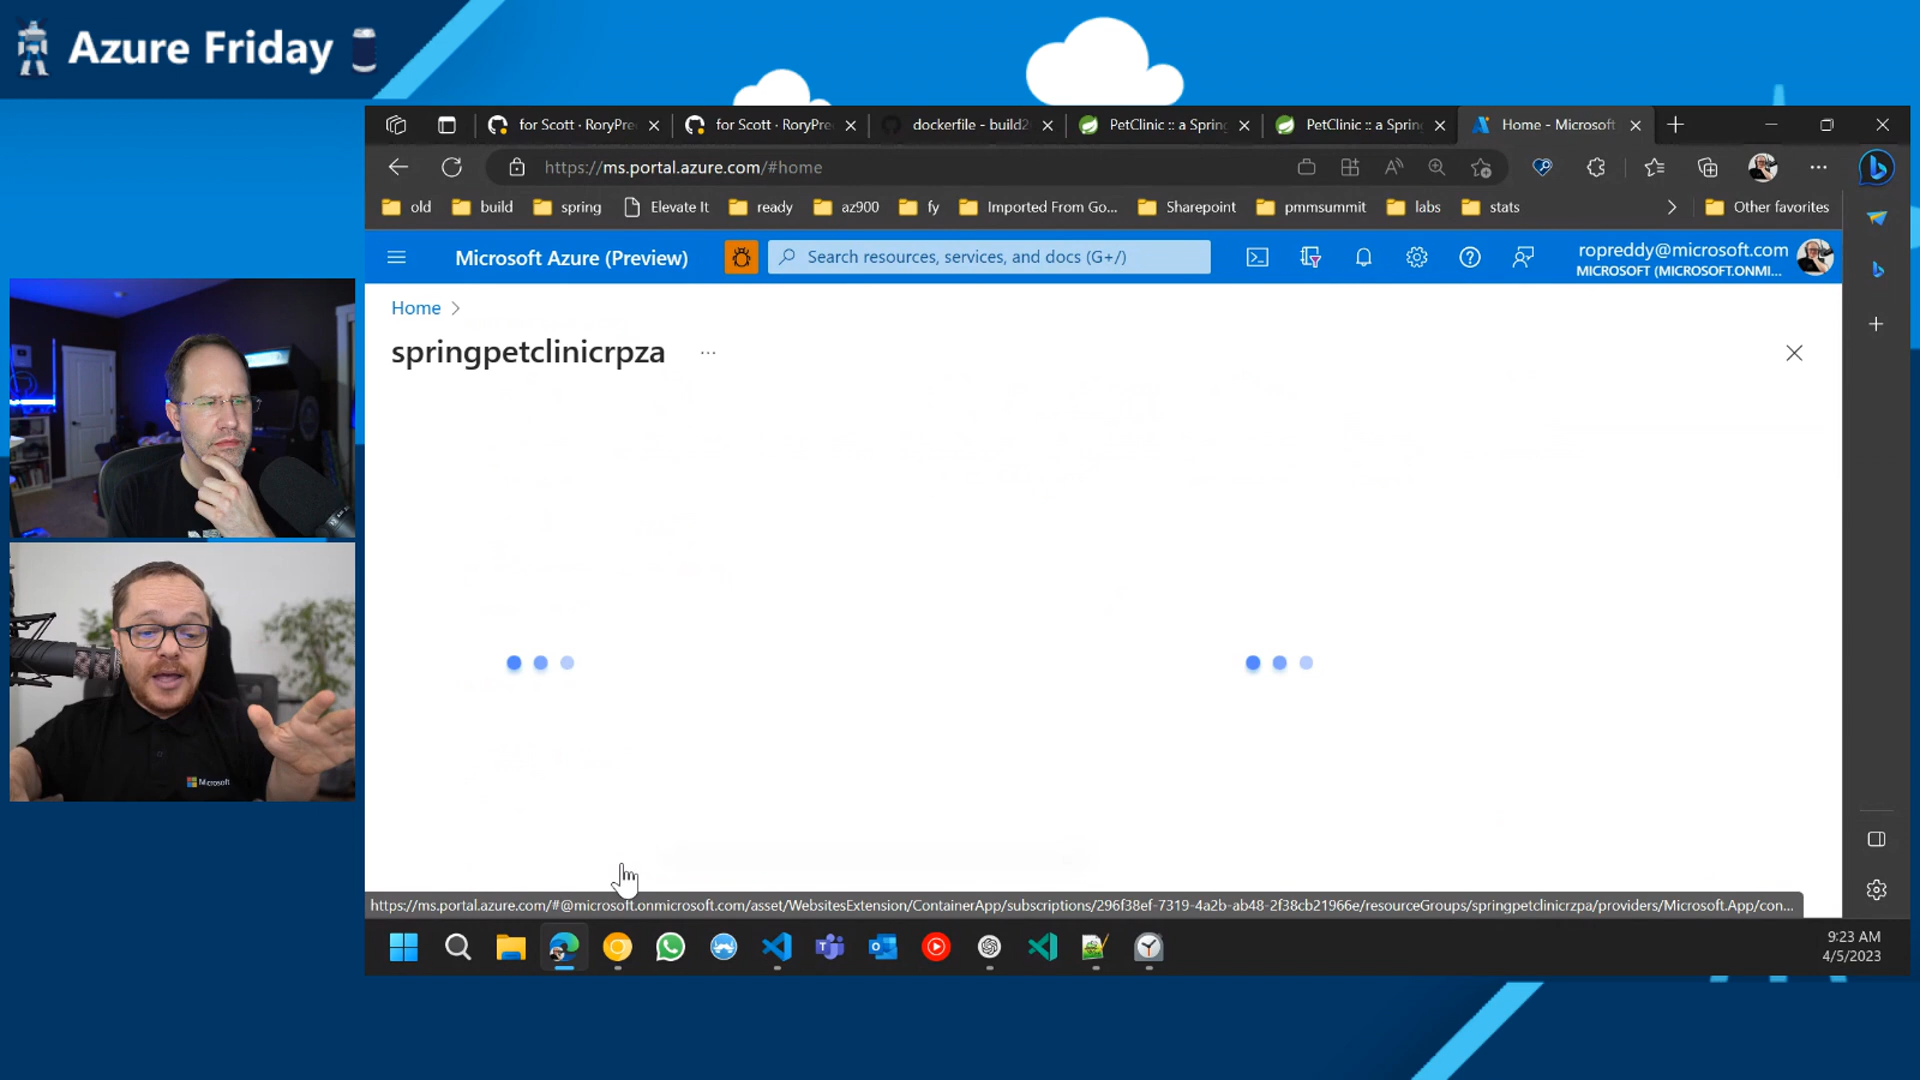 Azure Friday
for Scott · RoryPre
for Scott · RoryPre
dockerfile - build2
PetClinic :: a Spring
PetClinic :: a Spring
Home - Microsoft
https://ms.portal.azure.com/#home
old
build
spring
Elevate It
ready
az900
fy
Imported From Go...
Sharepoint
pmmsummit
labs
stats
Other favorites
Microsoft Azure (Preview)
Search resources, services, and docs (G+/)
ropreddy@microsoft.com
MICROSOFT (MICROSOFT.ONMI...
Home
springpetclinicrpza
Microsoft
https://ms.portal.azure.com/#@microsoft.onmicrosoft.com/asset/WebsitesExtension/ContainerApp/subscriptions/296f38ef-7319-4a2b-ab48-2f38cb21966e/resourceGroups/springpetclinicrzpa/providers/Microsoft.App/con...
9:23 AM
4/5/2023